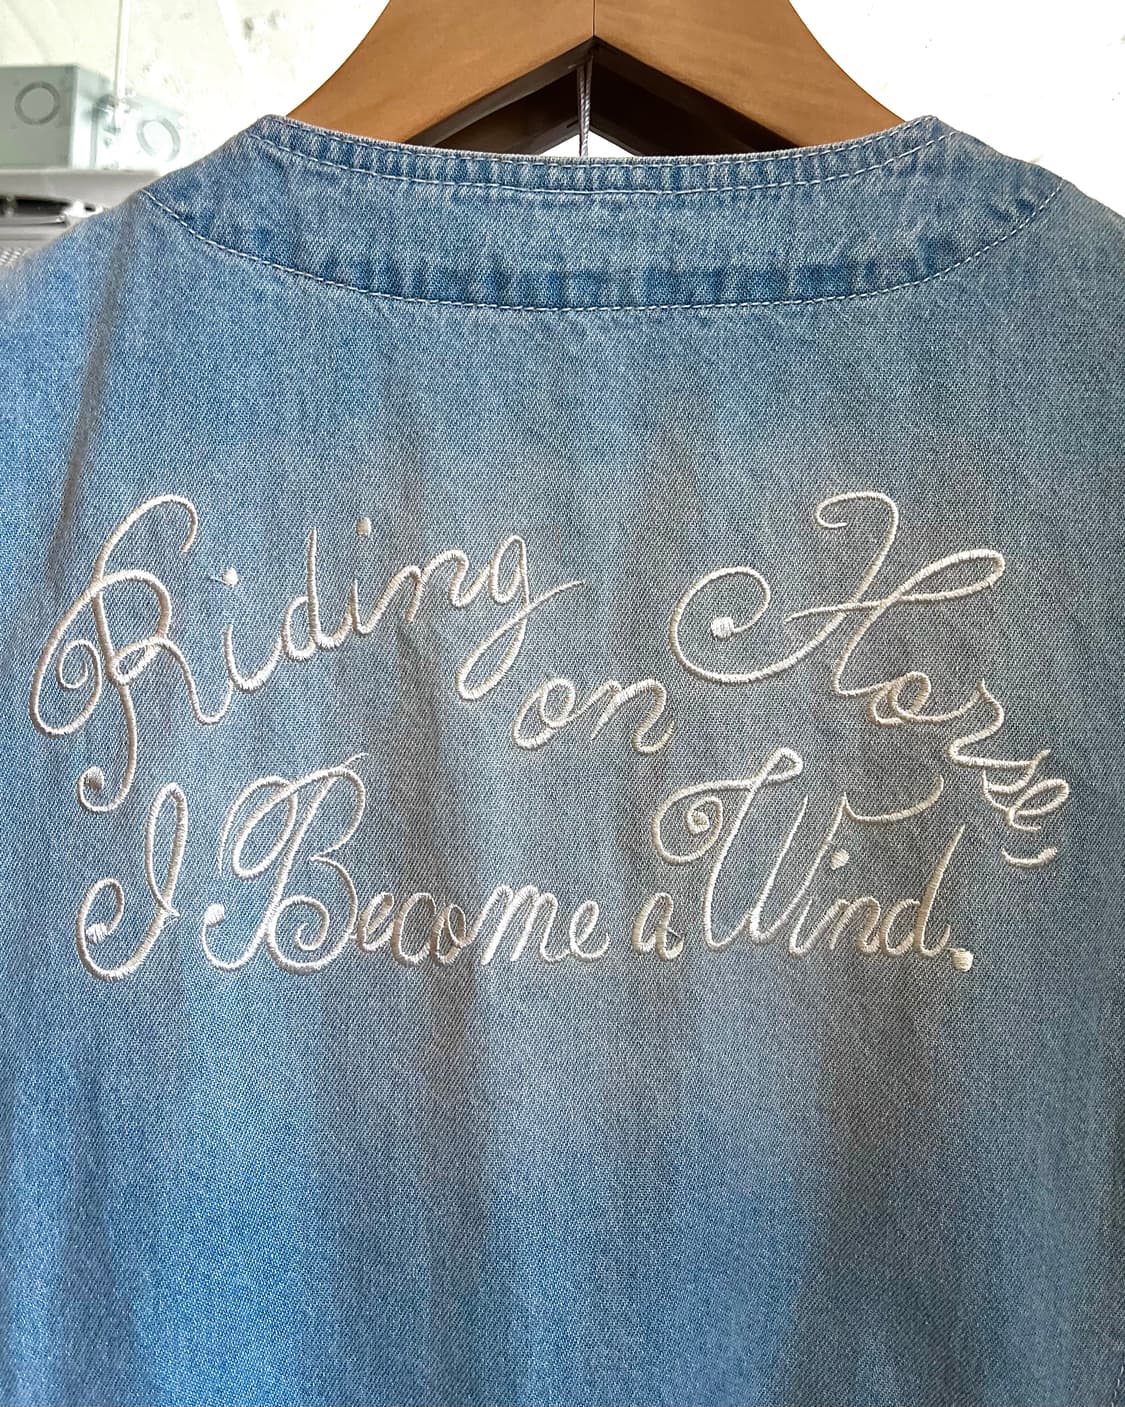 Riding on Horse,
I Become a Wind.